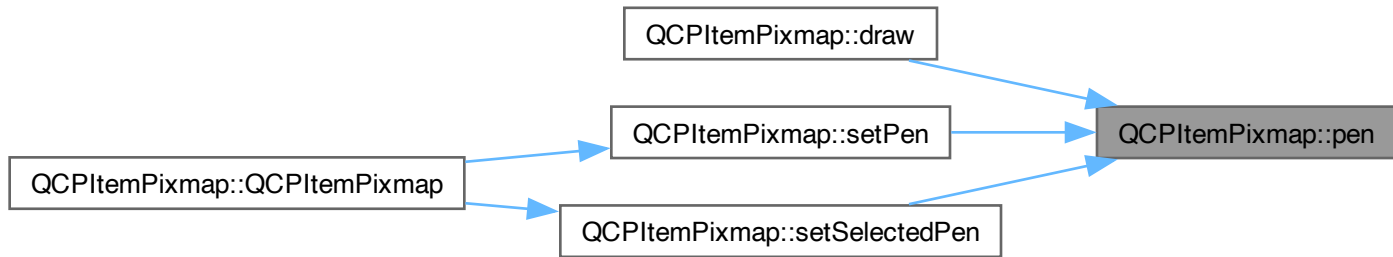 QCPItemPixmap::draw
QCPItemPixmap::setPen
QCPItemPixmap::pen
QCPItemPixmap::QCPItemPixmap
QCPItemPixmap::setSelectedPen